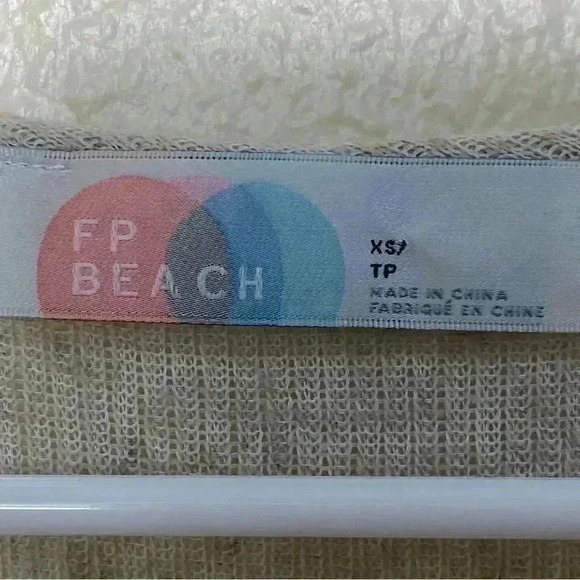 FP
BEACH
XS/
TP
MADE IN CHINA
FABRIQUÉ EN CHINE